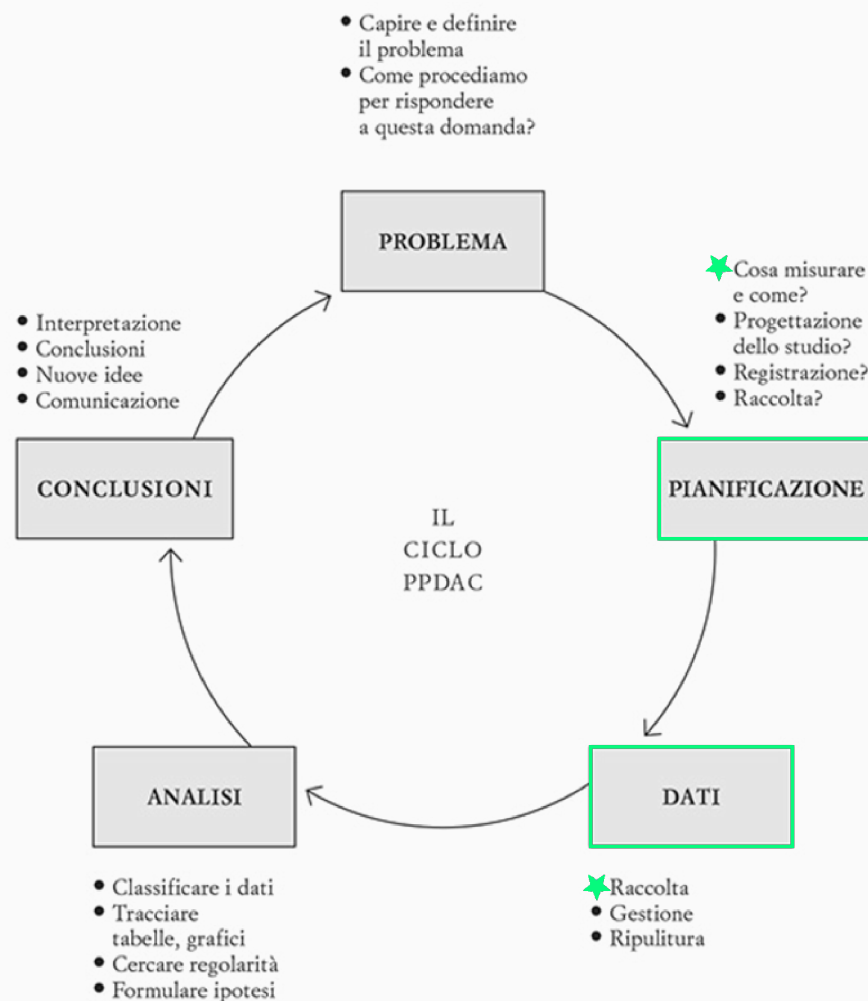 • Capire e definire
il problema
• Come procediamo
per rispondere
a questa domanda?
PROBLEMA
Cosa misurare
e come?
• Progettazione
dello studio?
• Registrazione?
• Raccolta?
PIANIFICAZIONE
DATI
Raccolta
• Gestione
• Ripulitura
ANALISI
• Classificare i dati
• Tracciare
tabelle, grafici
• Cercare regolarità
• Formulare ipotesi
• Interpretazione
• Conclusioni
• Nuove idee
• Comunicazione
CONCLUSIONI
IL
CICLO
PPDAC